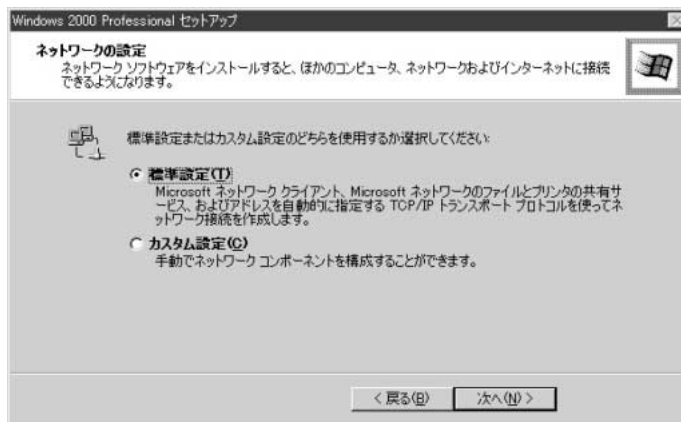 Windows 2000 Professional セットアップ
ネットワークの設定
ネットワーク ソフトウェアをインストールすると、ほかのコンピュータ、ネットワークおよびインターネットに接続
できるようになります。
標準設定またはカスタム設定のどちらを使用するか選択してください:
標準設定(T)
Microsoft ネットワーク クライアント、Microsoft ネットワークのファイルとプリンタの共有サ
ービス、およびアドレスを自動的に指定する TCP/IP トランスポート プロトコルを使ってネ
ットワーク接続を作成します。
カスタム設定(C)
手動でネットワーク コンポーネントを構成することができます。
< 戻る(B)
次へ(N) >